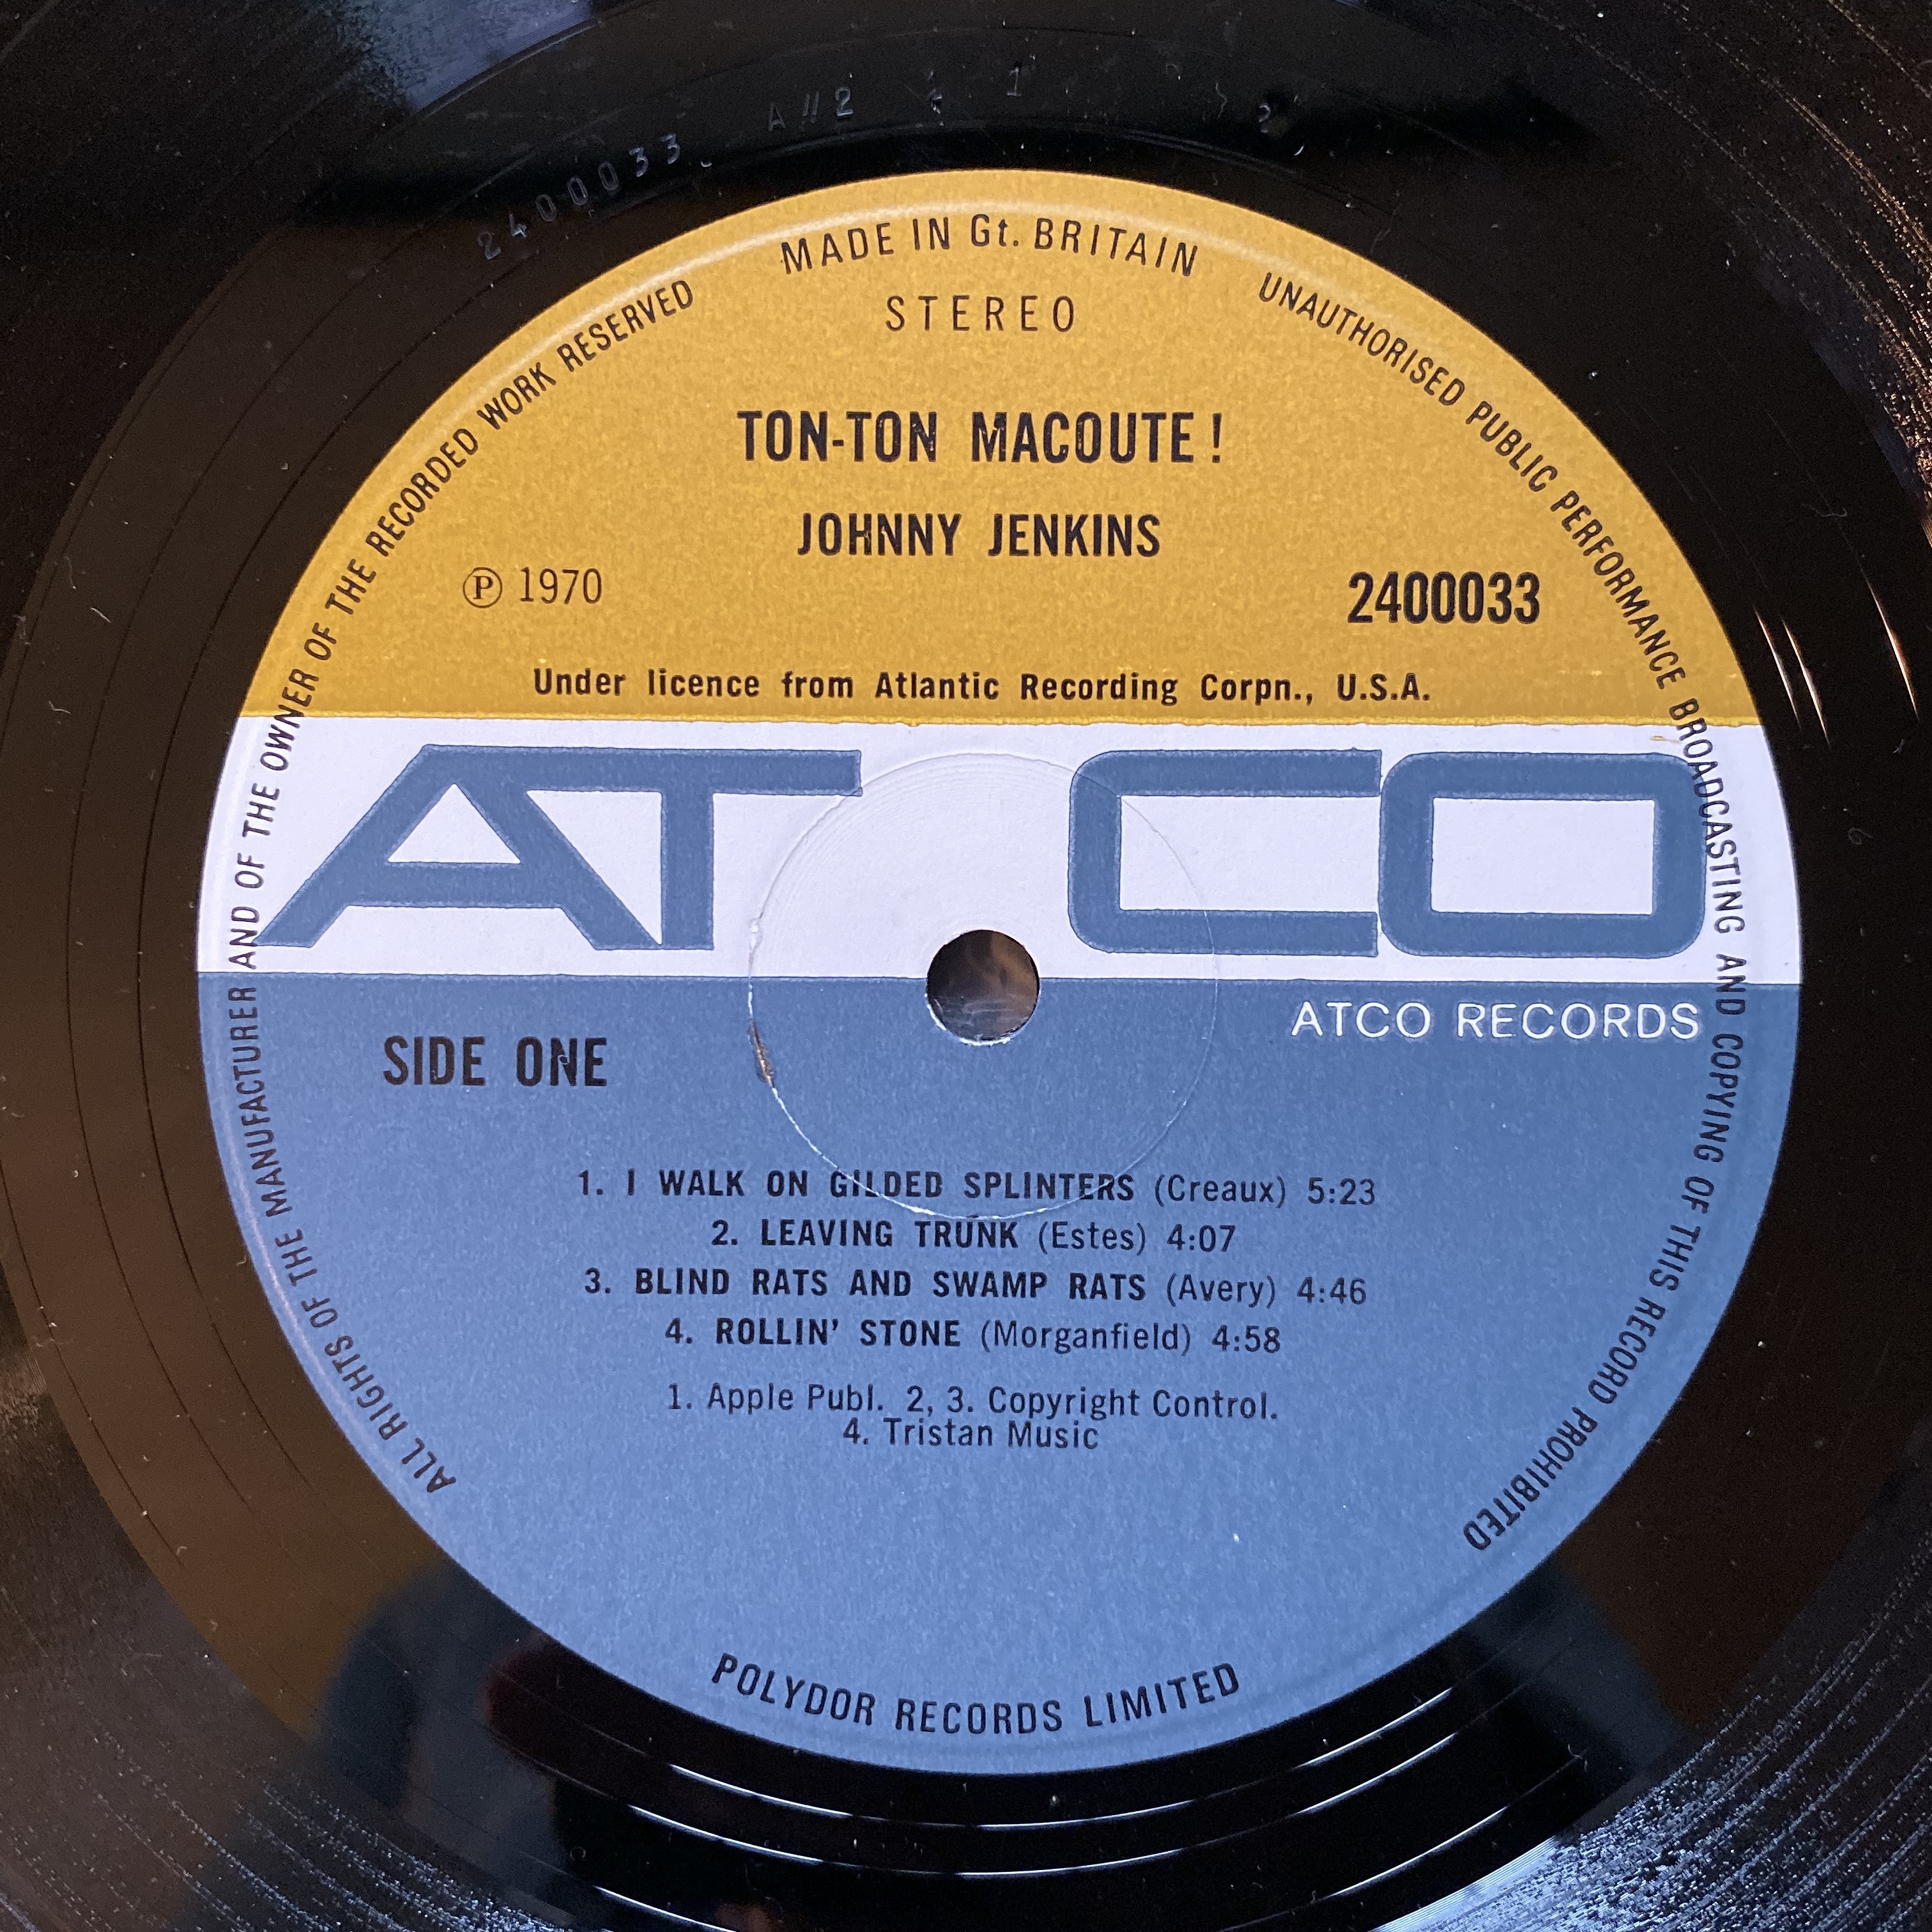 2400033 A//2 1 2
MADE IN Gt. BRITAIN
STEREO
TON-TON MACOUTE!
JOHNNY JENKINS
℗ 1970
2400033
Under licence from Atlantic Recording Corpn., U.S.A.
ATCO
ATCO RECORDS
SIDE ONE
1. I WALK ON GILDED SPLINTERS (Creaux) 5:23
2. LEAVING TRUNK (Estes) 4:07
3. BLIND RATS AND SWAMP RATS (Avery) 4:46
4. ROLLIN' STONE (Morganfield) 4:58
1. Apple Publ. 2, 3. Copyright Control.
4. Tristan Music
POLYDOR RECORDS LIMITED
ALL RIGHTS OF THE MANUFACTURER AND OF THE OWNER OF THE RECORDED WORK RESERVED
UNAUTHORISED PUBLIC PERFORMANCE BROADCASTING AND COPYING OF THIS RECORD PROHIBITED